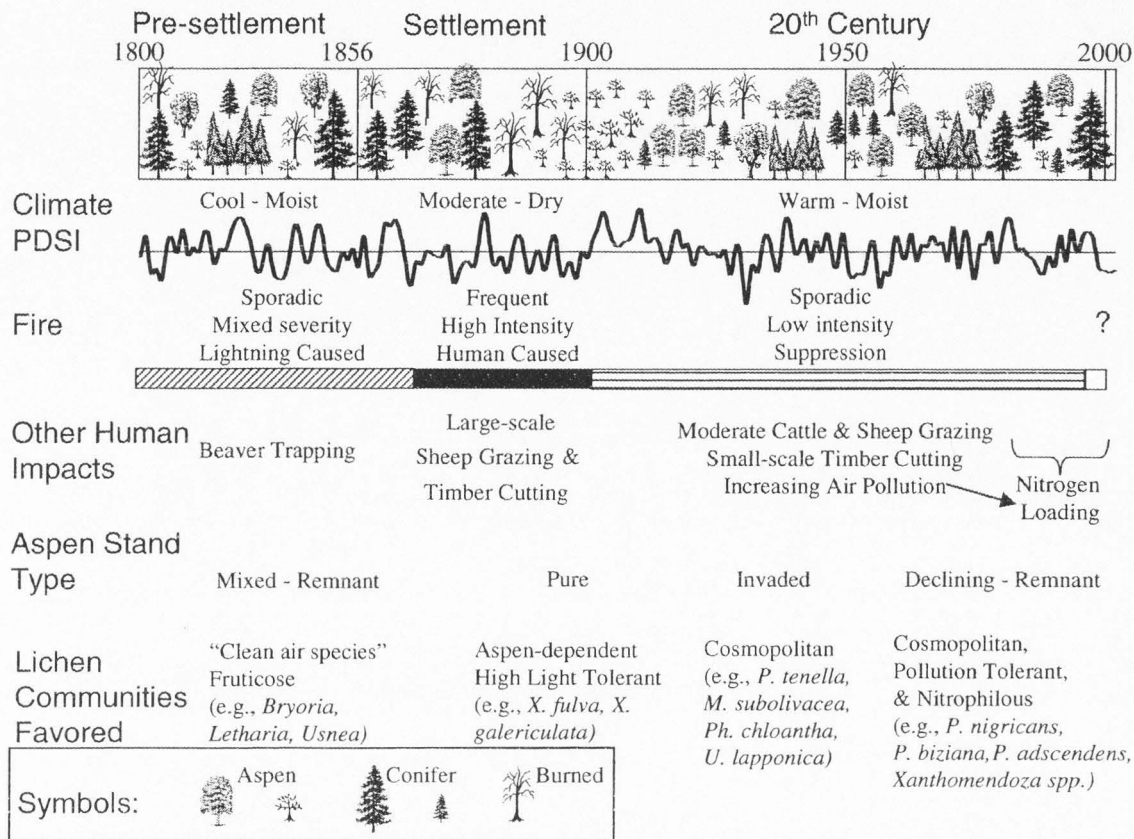 Pre-settlement Settlement 20th Century
1800 1856 1900 1950 2000
Climate
PDSI
Cool - Moist Moderate - Dry Warm - Moist
Fire
Sporadic
Mixed severity
Lightning Caused
Frequent
High Intensity
Human Caused
Sporadic
Low intensity
Suppression
?
Other Human
Impacts
Beaver Trapping
Large-scale
Sheep Grazing &
Timber Cutting
Moderate Cattle & Sheep Grazing
Small-scale Timber Cutting
Increasing Air Pollution
Nitrogen
Loading
Aspen Stand
Type
Mixed - Remnant Pure Invaded Declining - Remnant
Lichen
Communities
Favored
“Clean air species”
Fruticose
(e.g., Bryoria,
Letharia, Usnea)
Aspen-dependent
High Light Tolerant
(e.g., X. fulva, X.
galericulata)
Cosmopolitan
(e.g., P. tenella,
M. subolivacea,
Ph. chloantha,
U. lapponica)
Cosmopolitan,
Pollution Tolerant,
& Nitrophilous
(e.g., P. nigricans,
P. biziana, P. adscendens,
Xanthomendoza spp.)
Symbols:
Aspen Conifer Burned